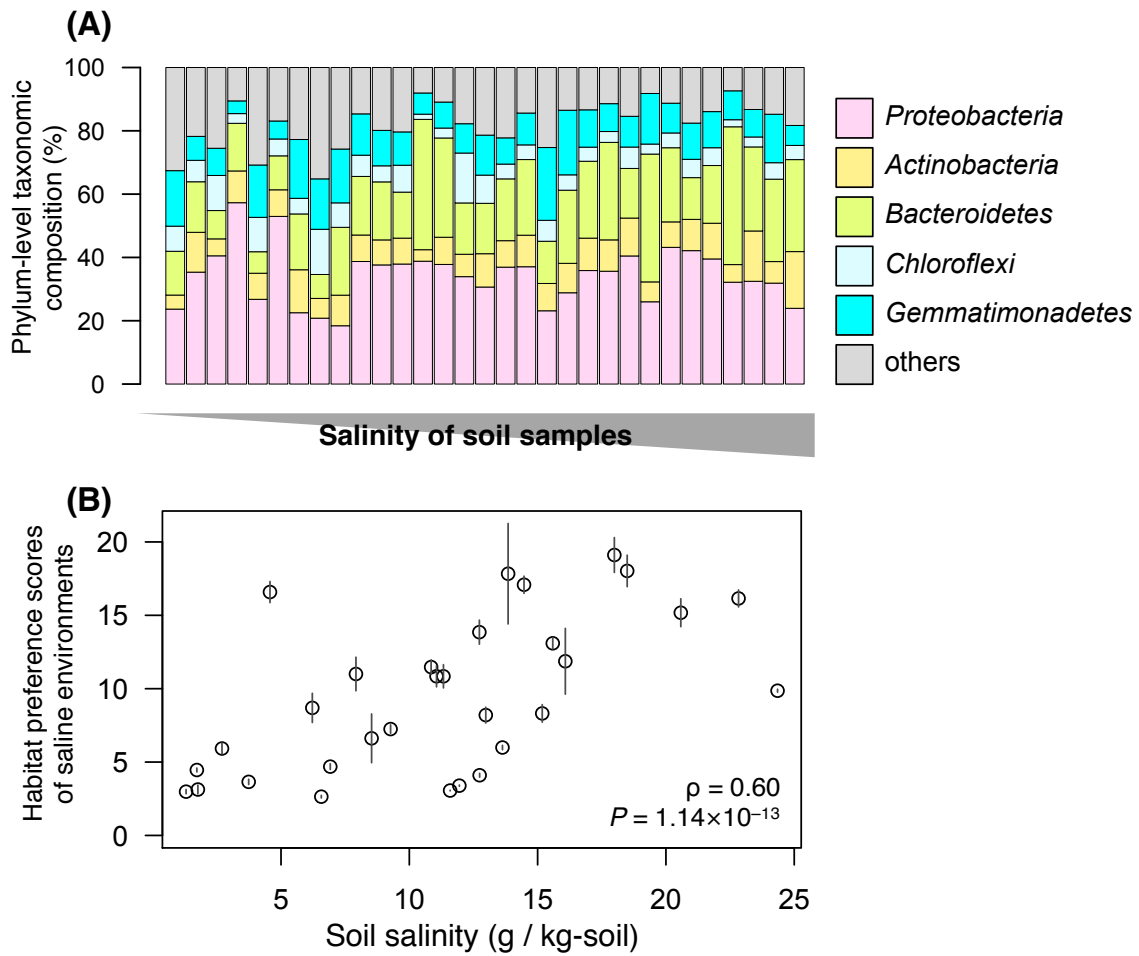 (A)
Phylum-level taxonomic
composition (%)
100
80
60
40
20
0
Proteobacteria
Actinobacteria
Bacteroidetes
Chloroflexi
Gemmatimonadetes
others
Salinity of soil samples
(B)
Habitat preference scores
of saline environments
20
15
10
5
0
ρ = 0.60
P = 1.14×10⁻¹³
5 10 15 20 25
Soil salinity (g / kg-soil)